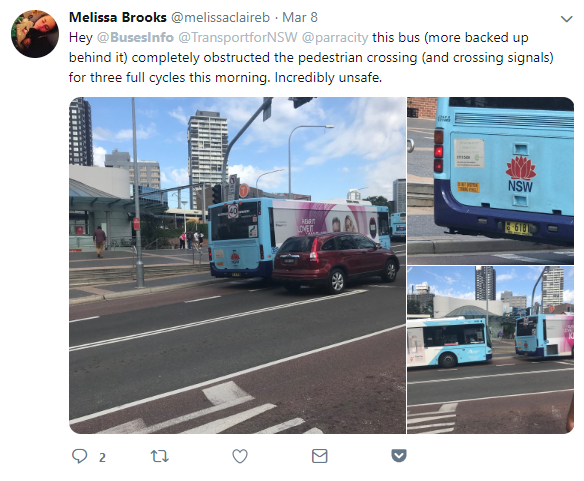 Melissa Brooks @melissaclaireb · Mar 8
Hey @BusesInfo @TransportforNSW @parracity this bus (more backed up
behind it) completely obstructed the pedestrian crossing (and crossing signals)
for three full cycles this morning. Incredibly unsafe.
NSW
2